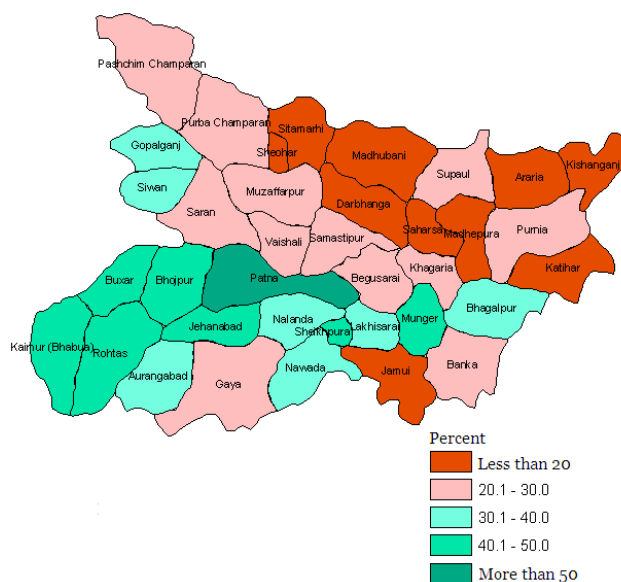 Pashchim Champaran
Purba Champaran
Sitamarhi
Gopalganj
Sheohar
Madhubani
Kishanganj
Supaul
Araria
Siwan
Muzaffarpur
Darbhanga
Saran
Saharsa
Madhepura
Purnia
Vaishali
Samastipur
Khagaria
Katihar
Patna
Begusarai
Buxar
Bhojpur
Bhagalpur
Nalanda
Lakhisarai
Munger
Jehanabad
Sheikhpura
Kaimur (Bhabua)
Rohtas
Nawada
Jamui
Banka
Aurangabad
Gaya
Percent
Less than 20
20.1 - 30.0
30.1 - 40.0
40.1 - 50.0
More than 50